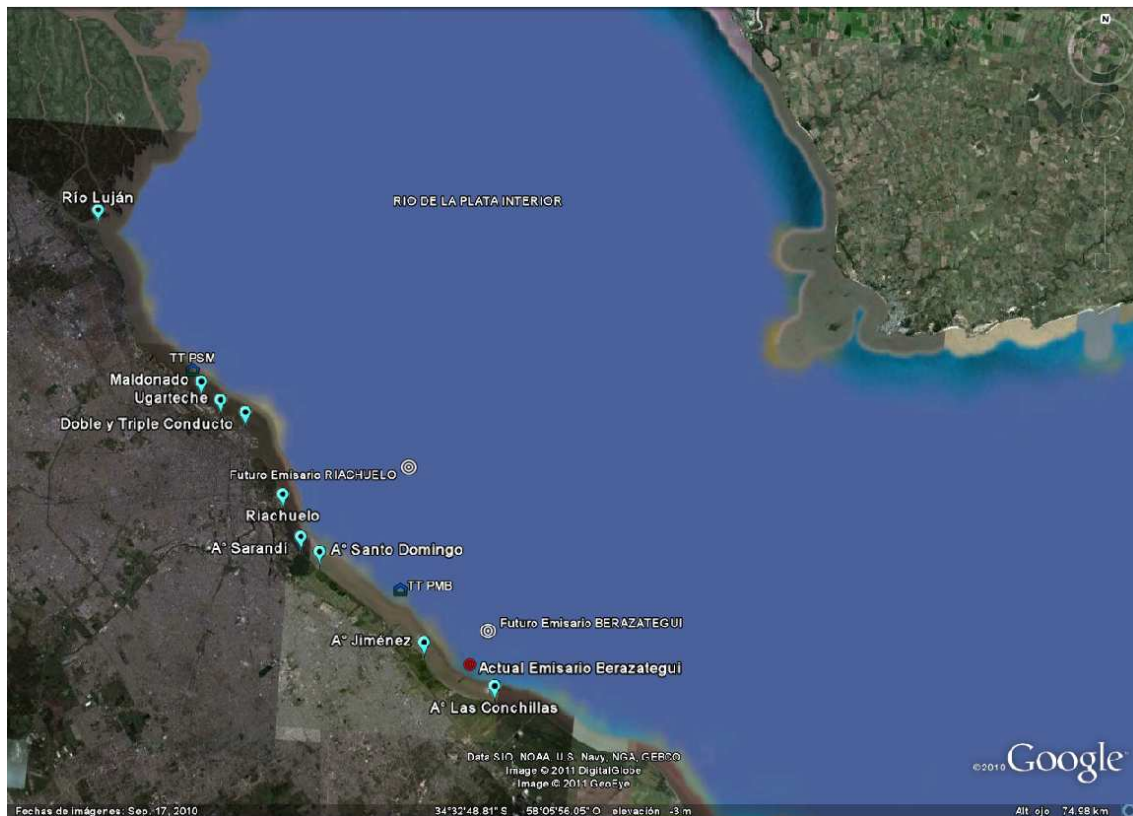 N
Río Luján
RIO DE LA PLATA INTERIOR
TT PSM
Maldonado
Ugarteche
Doble y Triple Conducto
Futuro Emisario RIACHUELO
Riachuelo
A° Sarandí
A° Santo Domingo
TT PMB
Futuro Emisario BERAZATEGUI
A° Jiménez
Actual Emisario Berazategui
A° Las Conchillas
Data SIO, NOAA, U.S. Navy, NGA, GEBCO
Image © 2011 DigitalGlobe
Image © 2011 GeoEye
©2010 Google
Fechas de imágenes: Sep. 17, 2010 34°32'48.81" S 58°05'56.05" O elevación -3 m Alt. ojo 74.98 km